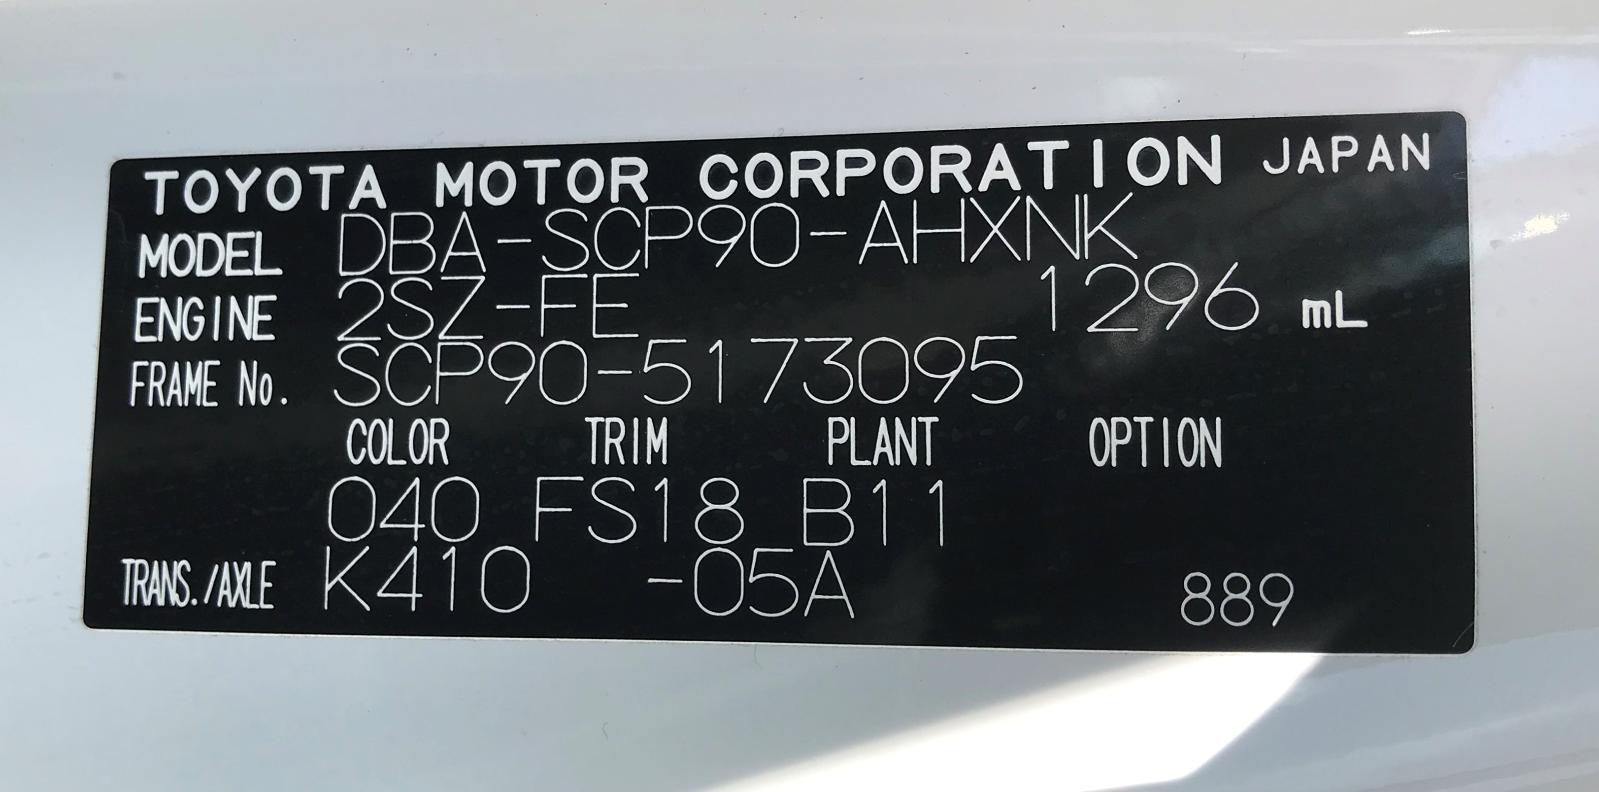 TOYOTA MOTOR CORPORATION JAPAN
MODEL DBA-SCP90-AHXNK
ENGINE 2SZ-FE 1296 mL
FRAME No. SCP90-5173095
COLOR TRIM PLANT OPTION
040 FS18 B11
TRANS./AXLE K410 -05A 889